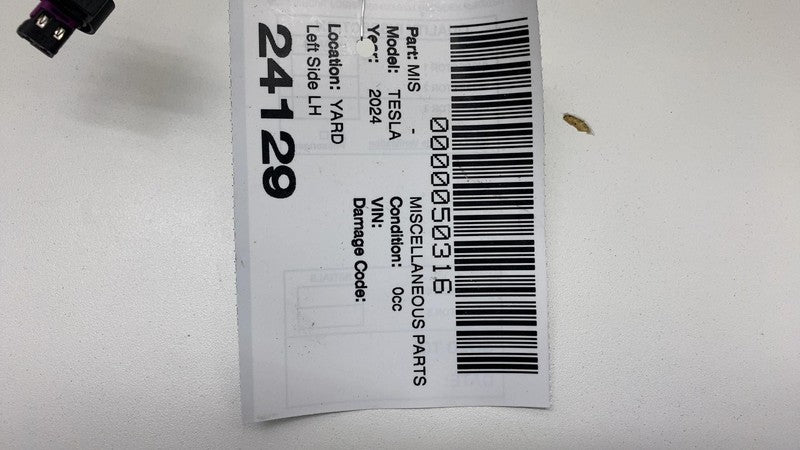 0000050316
Part: MIS - MISCELLANEOUS PARTS
Model: TESLA Condition: 0cc
Year: 2024 VIN:
Damage Code:
Location: YARD
Left Side LH
24129